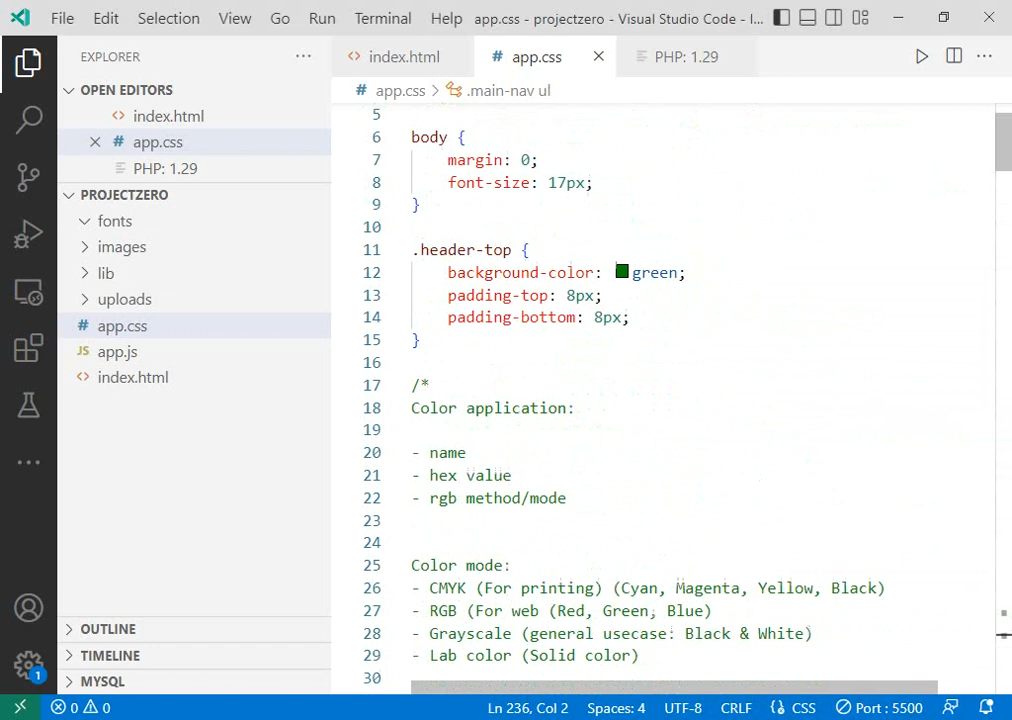 File Edit Selection View Go Run Terminal Help app.css - projectzero - Visual Studio Code - I...
EXPLORER ...
index.html app.css PHP: 1.29
OPEN EDITORS
index.html
app.css
PHP: 1.29
PROJECTZERO
fonts
images
lib
uploads
app.css
JS app.js
index.html
OUTLINE
TIMELINE
MYSQL
# app.css > .main-nav ul
5
6 body {
7 margin: 0;
8 font-size: 17px;
9 }
10
11 .header-top {
12 background-color: green;
13 padding-top: 8px;
14 padding-bottom: 8px;
15 }
16
17 /*
18 Color application:
19
20 - name
21 - hex value
22 - rgb method/mode
23
24
25 Color mode:
26 - CMYK (For printing) (Cyan, Magenta, Yellow, Black)
27 - RGB (For web (Red, Green, Blue)
28 - Grayscale (general usecase: Black & White)
29 - Lab color (Solid color)
30
1
0 0 Ln 236, Col 2 Spaces: 4 UTF-8 CRLF {} CSS Port : 5500